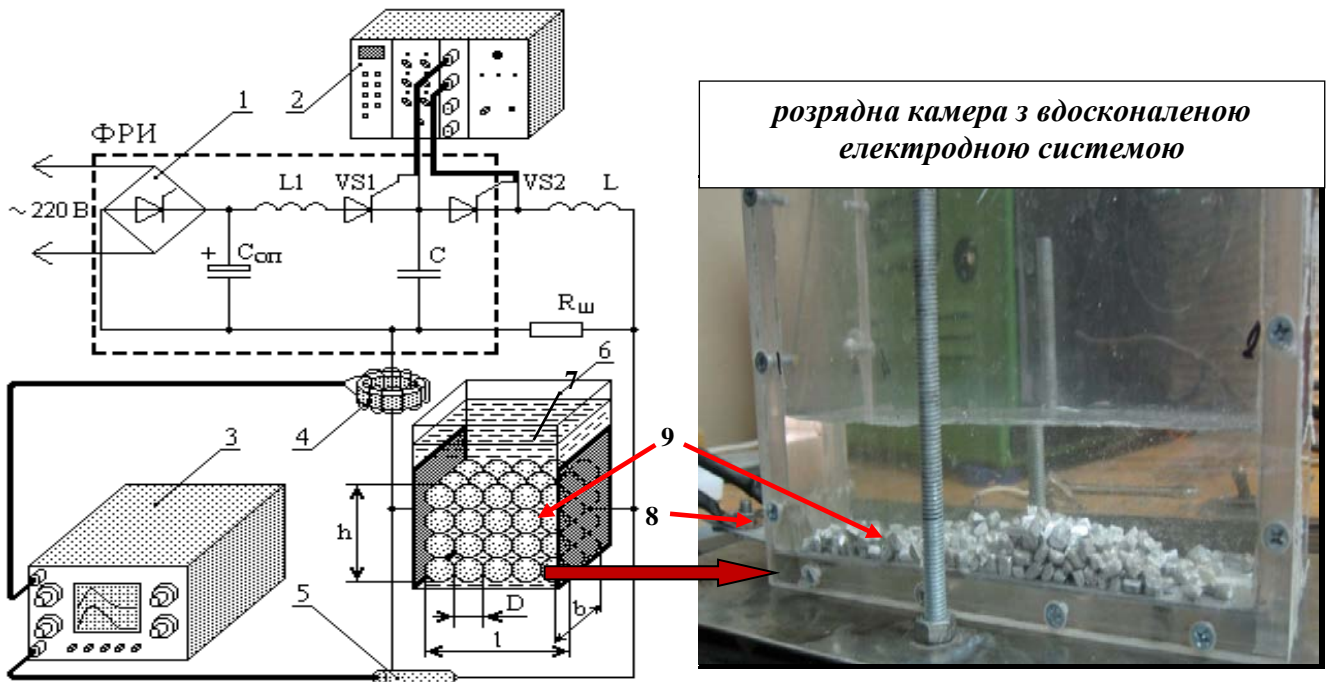 1
2
ФРИ
L1
VS1
VS2
L
~ 220 В
+
Cоп
C
Rш
6
7
4
3
9
8
h
5
D
b
l
розрядна камера з вдосконаленою
електродною системою